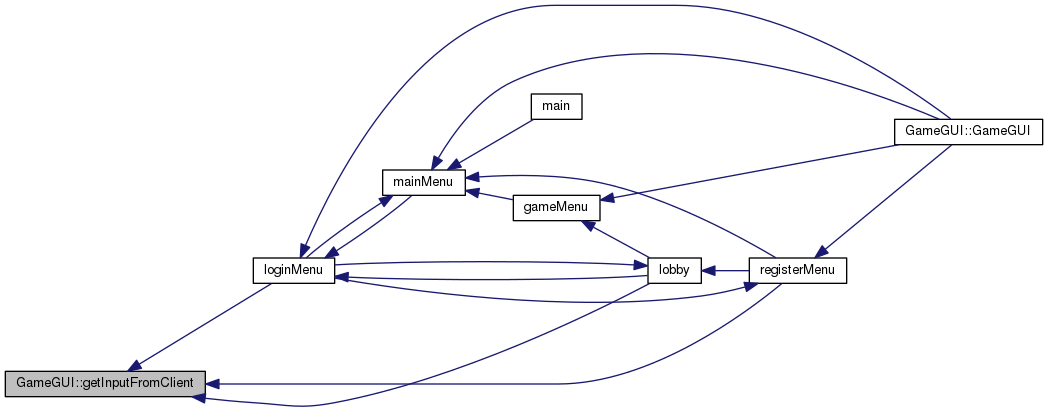 main
GameGUI::GameGUI
mainMenu
gameMenu
loginMenu
lobby
registerMenu
GameGUI::getInputFromClient